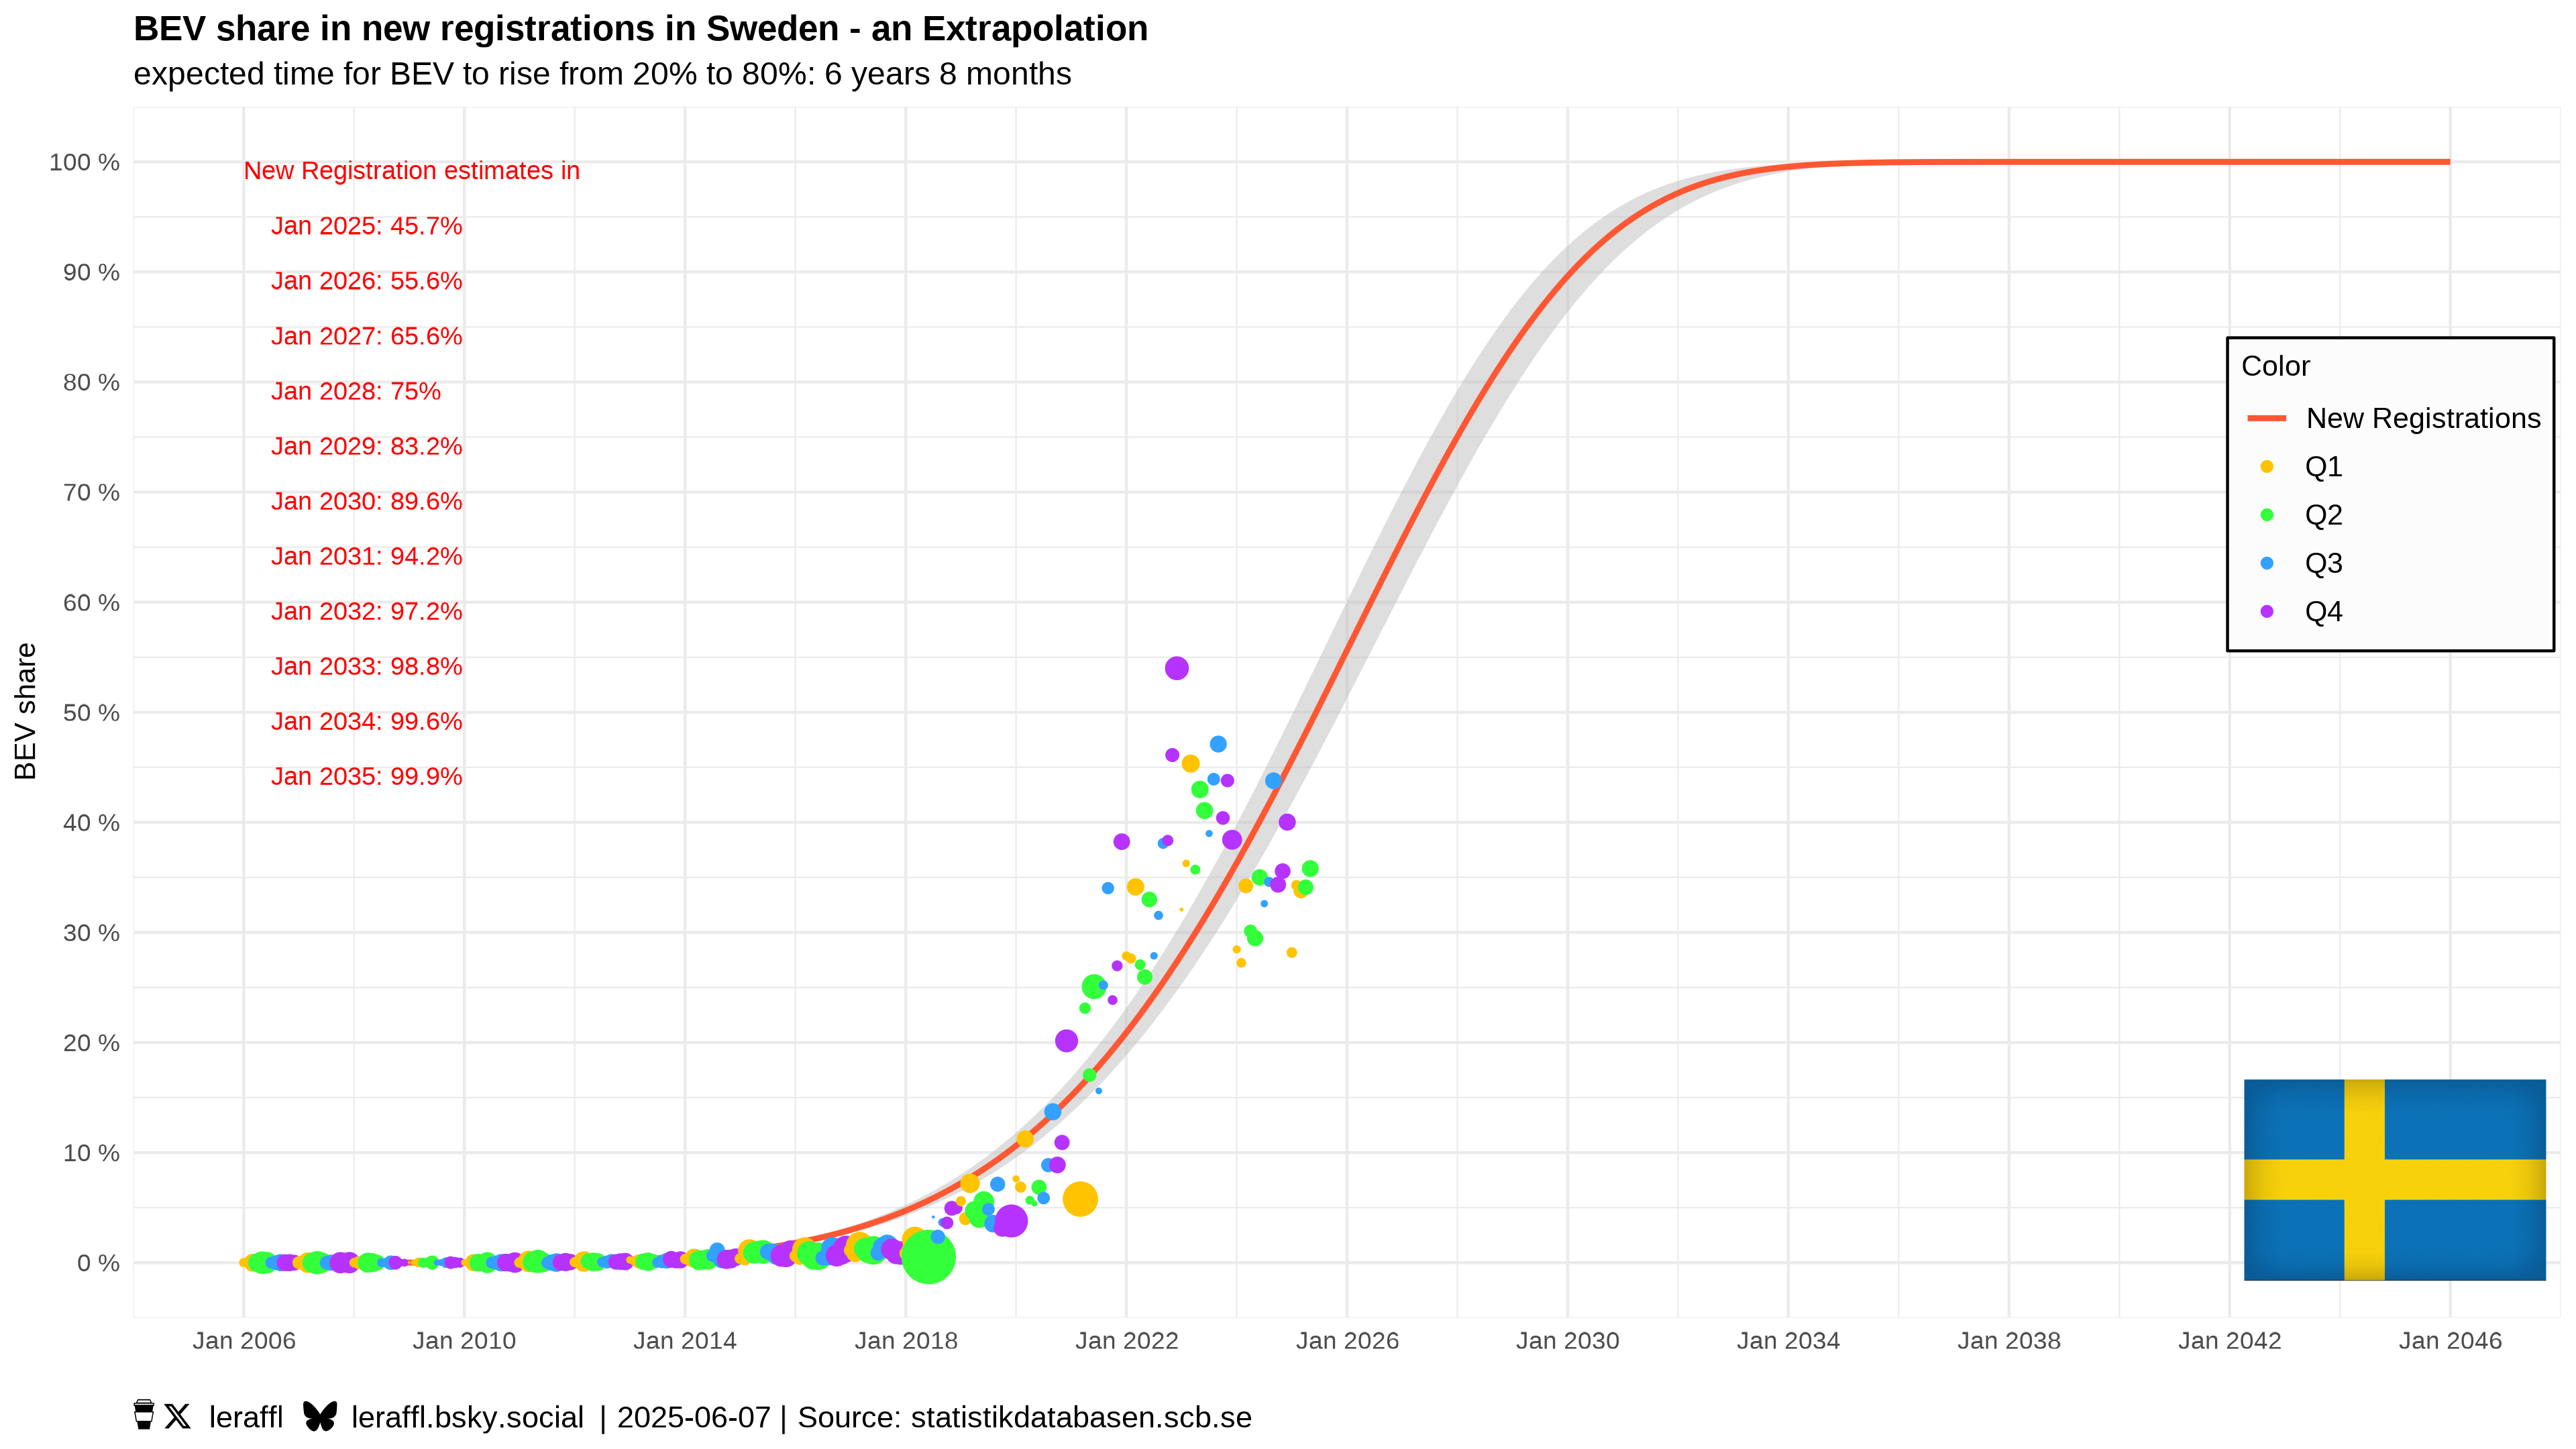 BEV share in new registrations in Sweden - an Extrapolation
expected time for BEV to rise from 20% to 80%: 6 years 8 months
BEV share
100 %
90 %
80 %
70 %
60 %
50 %
40 %
30 %
20 %
10 %
0 %
New Registration estimates in
Jan 2025: 45.7%
Jan 2026: 55.6%
Jan 2027: 65.6%
Jan 2028: 75%
Jan 2029: 83.2%
Jan 2030: 89.6%
Jan 2031: 94.2%
Jan 2032: 97.2%
Jan 2033: 98.8%
Jan 2034: 99.6%
Jan 2035: 99.9%
Color
New Registrations
Q1
Q2
Q3
Q4
Jan 2006 Jan 2010 Jan 2014 Jan 2018 Jan 2022 Jan 2026 Jan 2030 Jan 2034 Jan 2038 Jan 2042 Jan 2046
leraffl leraffl.bsky.social | 2025-06-07 | Source: statistikdatabasen.scb.se